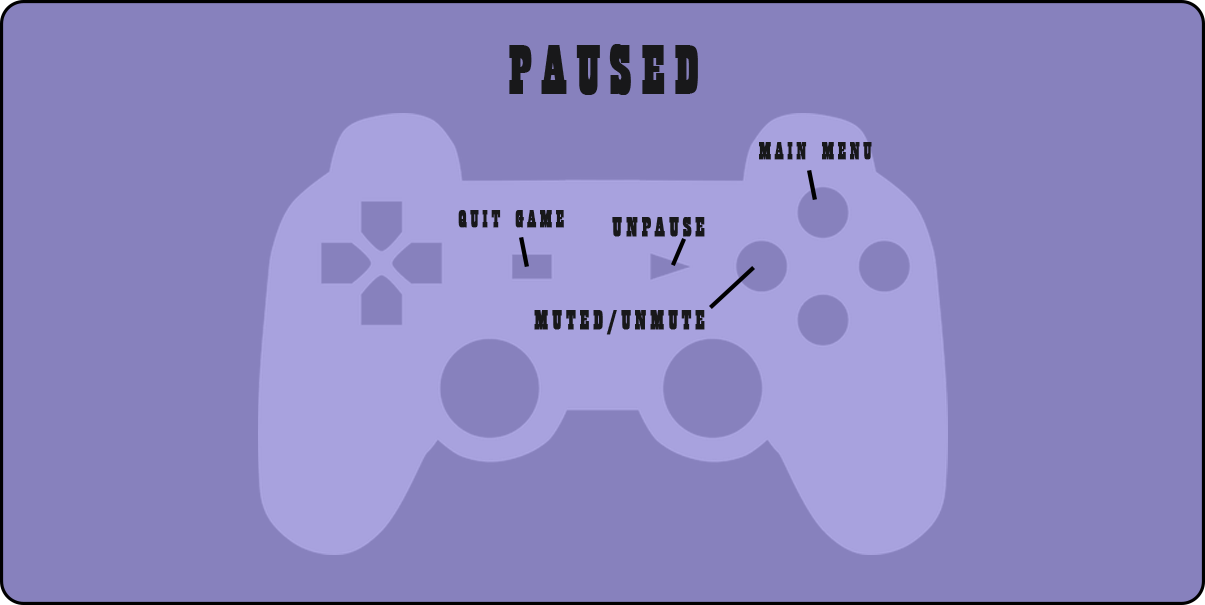 PAUSED
MAIN MENU
QUIT GAME
UNPAUSE
MUTED/UNMUTE